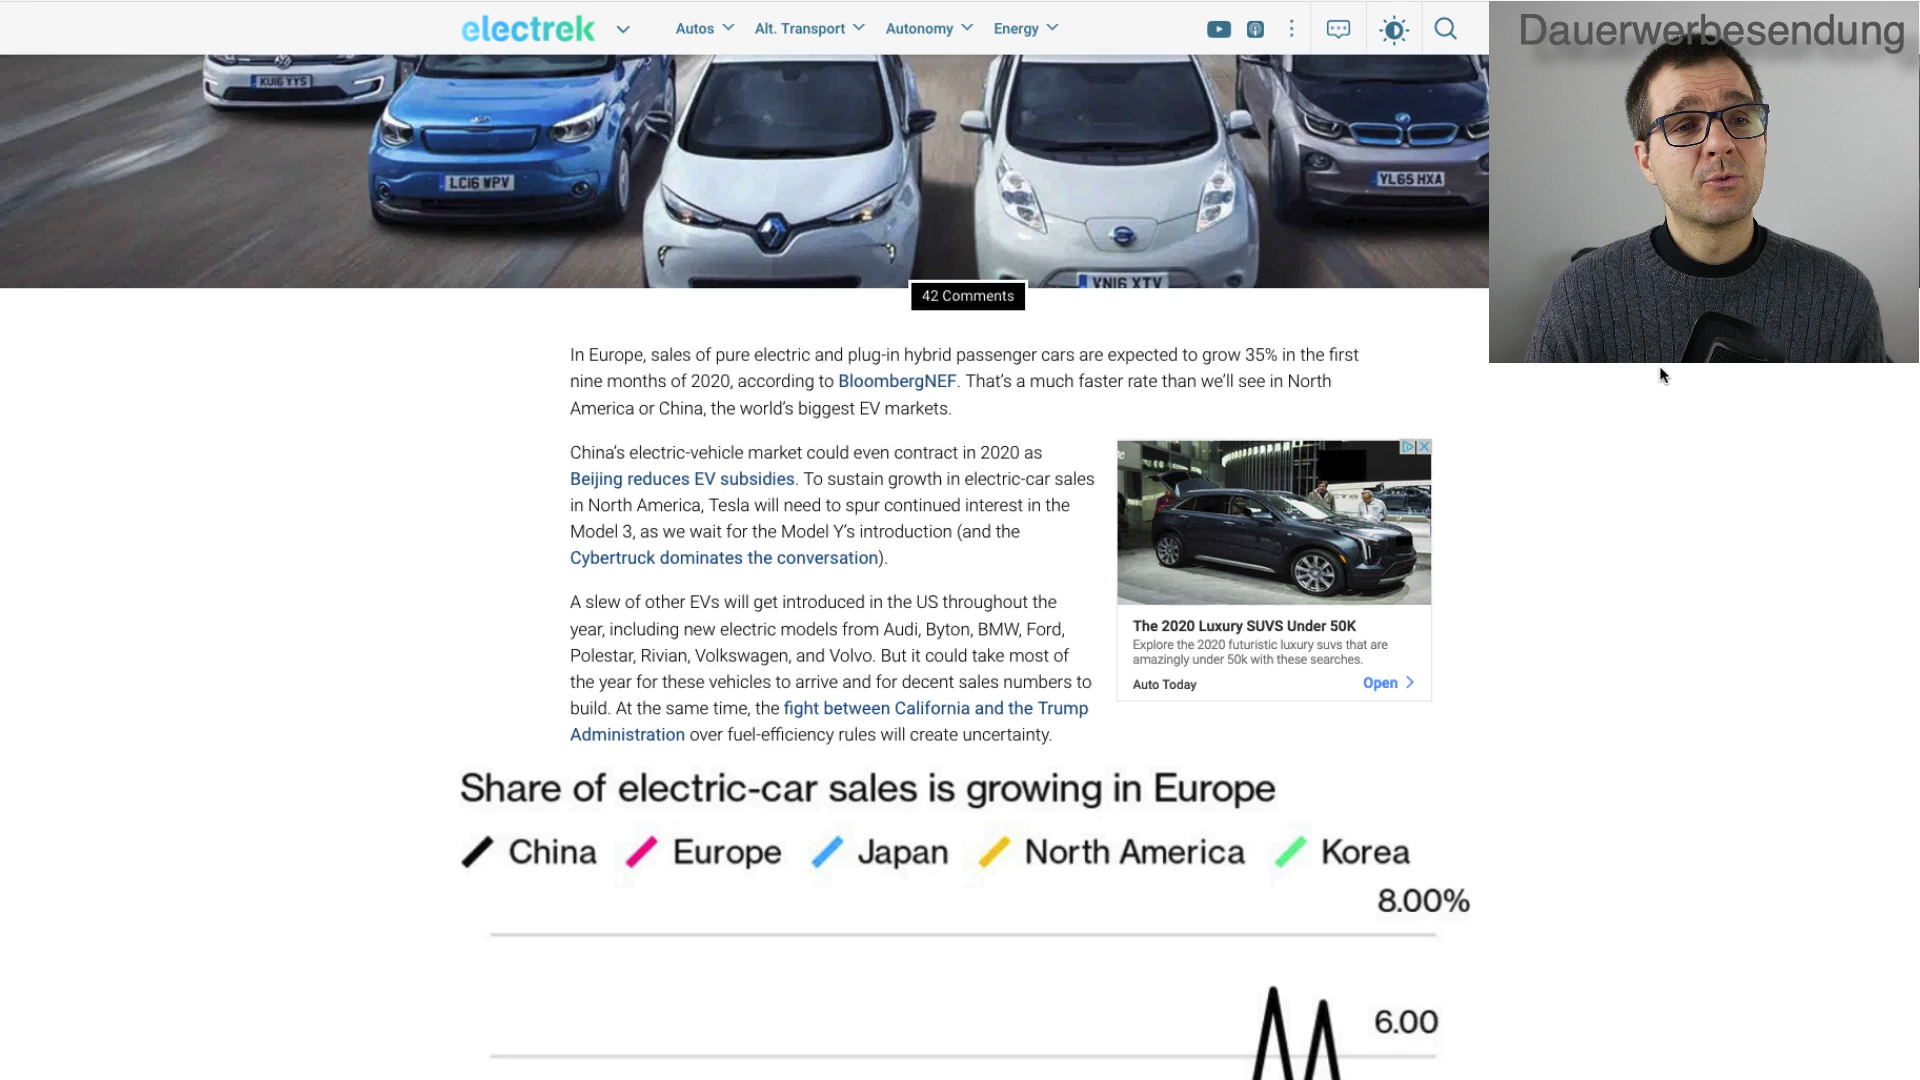 electrek
Autos
Alt. Transport
Autonomy
Energy
Dauerwerbesendung
KU16 YYS
LC16 WPV
YL65 HXA
VN16 XTV
42 Comments
In Europe, sales of pure electric and plug-in hybrid passenger cars are expected to grow 35% in the first
nine months of 2020, according to BloombergNEF. That’s a much faster rate than we’ll see in North
America or China, the world’s biggest EV markets.
China’s electric-vehicle market could even contract in 2020 as
Beijing reduces EV subsidies. To sustain growth in electric-car sales
in North America, Tesla will need to spur continued interest in the
Model 3, as we wait for the Model Y’s introduction (and the
Cybertruck dominates the conversation).
A slew of other EVs will get introduced in the US throughout the
year, including new electric models from Audi, Byton, BMW, Ford,
Polestar, Rivian, Volkswagen, and Volvo. But it could take most of
the year for these vehicles to arrive and for decent sales numbers to
build. At the same time, the fight between California and the Trump
Administration over fuel-efficiency rules will create uncertainty.
The 2020 Luxury SUVS Under 50K
Explore the 2020 futuristic luxury suvs that are
amazingly under 50k with these searches.
Auto Today
Open
Share of electric-car sales is growing in Europe
China
Europe
Japan
North America
Korea
8.00%
6.00